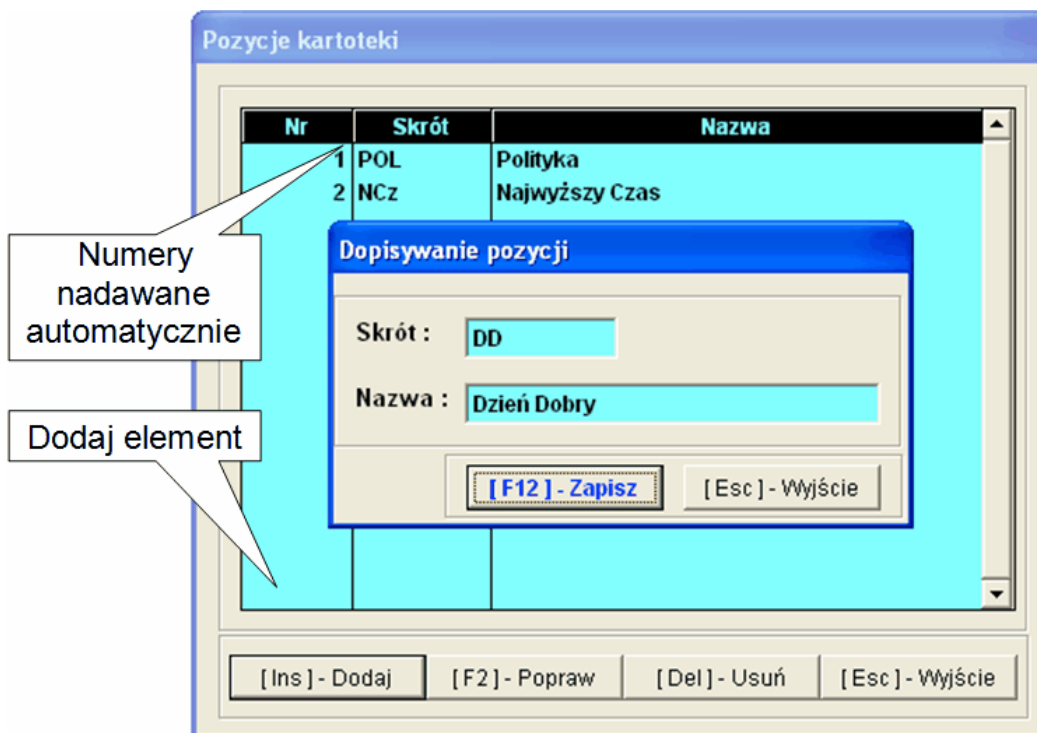 Pozycje kartoteki
Nr Skrót Nazwa
1 POL Polityka
2 NCz Najwyższy Czas
Numery
nadawane
automatycznie
Dopisywanie pozycji
Skrót : DD
Nazwa : Dzień Dobry
[ F12 ] - Zapisz [ Esc ] - Wyjście
Dodaj element
[ Ins ] - Dodaj [ F2 ] - Popraw [ Del ] - Usuń [ Esc ] - Wyjście